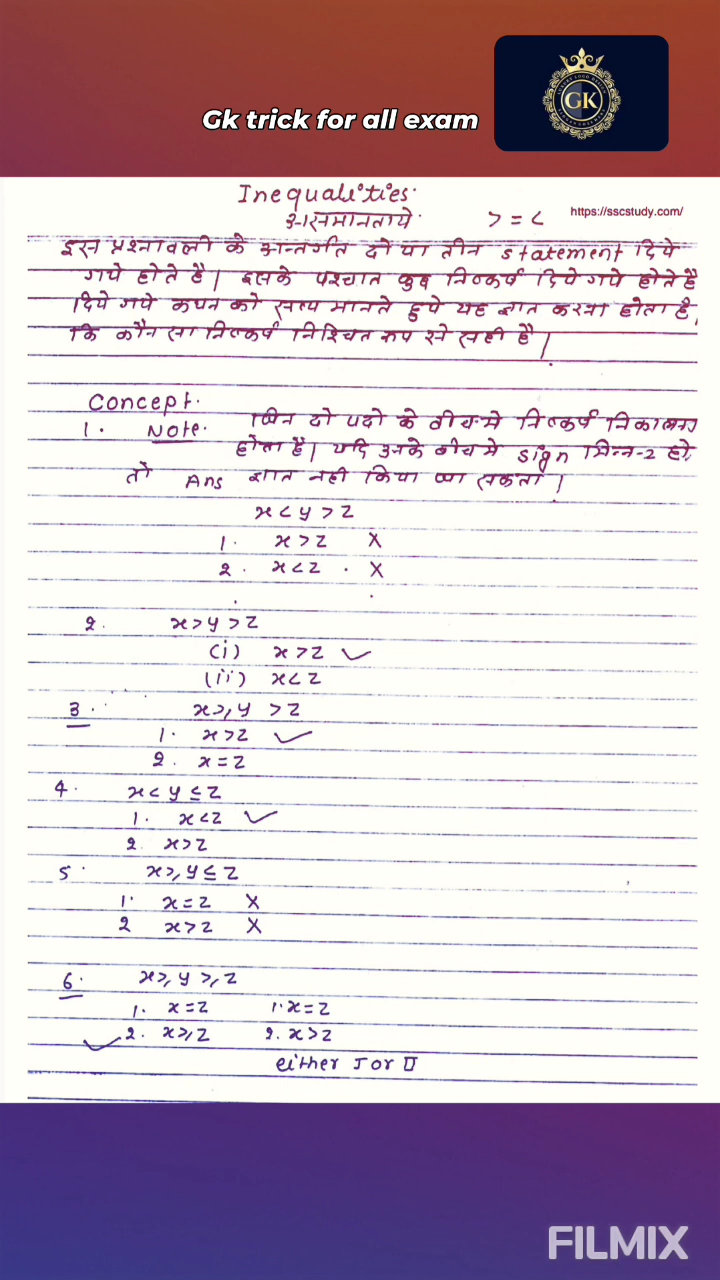 Gk trick for all exam
GK
Inequalities.
असमानताये. > = <
https://sscstudy.com/
इस प्रश्नावली के अन्तर्गत दो या तीन statement दिये
गये होते है। इसके पश्चात कुछ निष्कर्ष दिये गये होते है
दिये गये कथन को सत्य मानते हुये यह ज्ञात करना होता है,
कि कौन सा निष्कर्ष निश्चित रूप से सही है।
Concept.
1. Note. जिन दो पदो के बीच मे निष्कर्ष निकालना
होता है। यदि उनके बीच मे sign भिन्न-2 हो,
तो Ans ज्ञात नही किया जा सकता।
x < y > z
1. x > z X
2. x < z . X
2. x > y > z
(i) x > z ✓
(ii) x < z
3. x ≥ y > z
1. x > z ✓
2. x = z
4. x < y ≤ z
1. x < z ✓
2. x > z
5. x ≥ y ≤ z
1. x = z X
2 x > z X
6. x ≥ y ≥ z
1. x = z 1. x = z
✓ 2. x ≥ z 2. x > z
either I or II
FILMIX